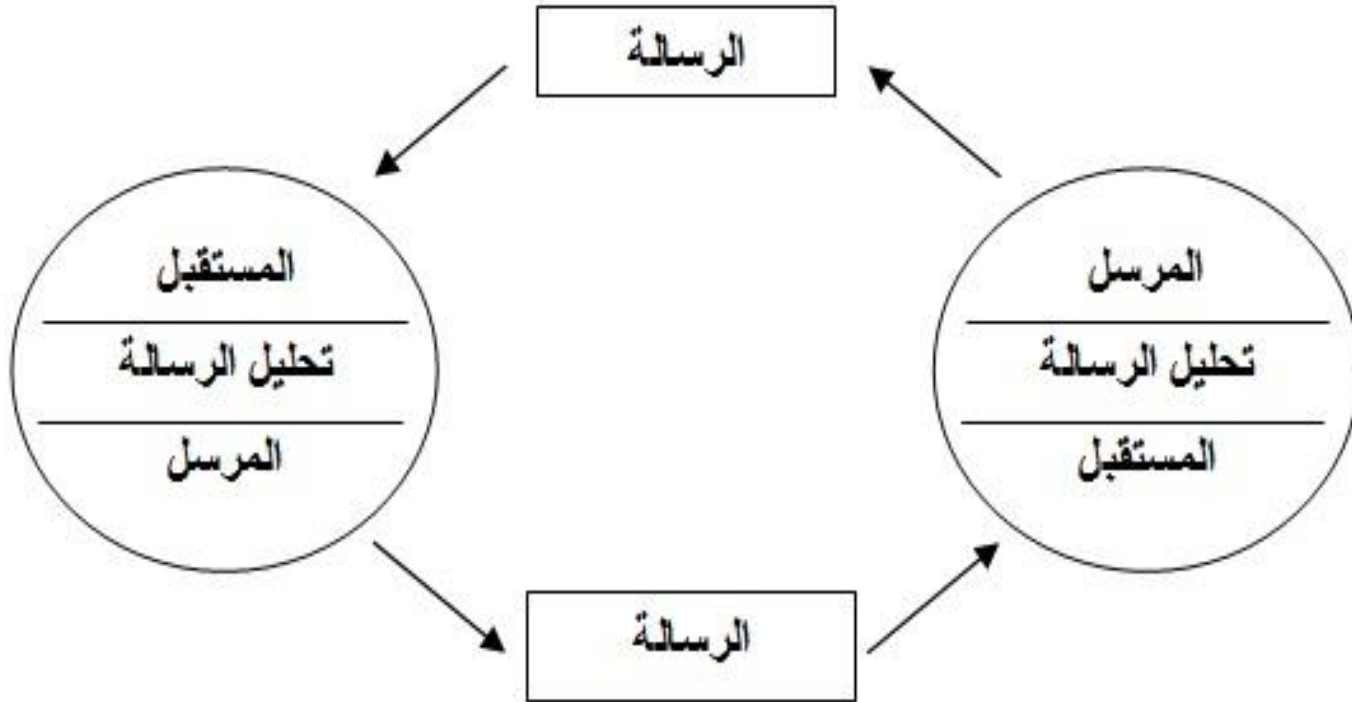 الرسالة
المرسل
تحليل الرسالة
المستقبل
المستقبل
تحليل الرسالة
المرسل
الرسالة